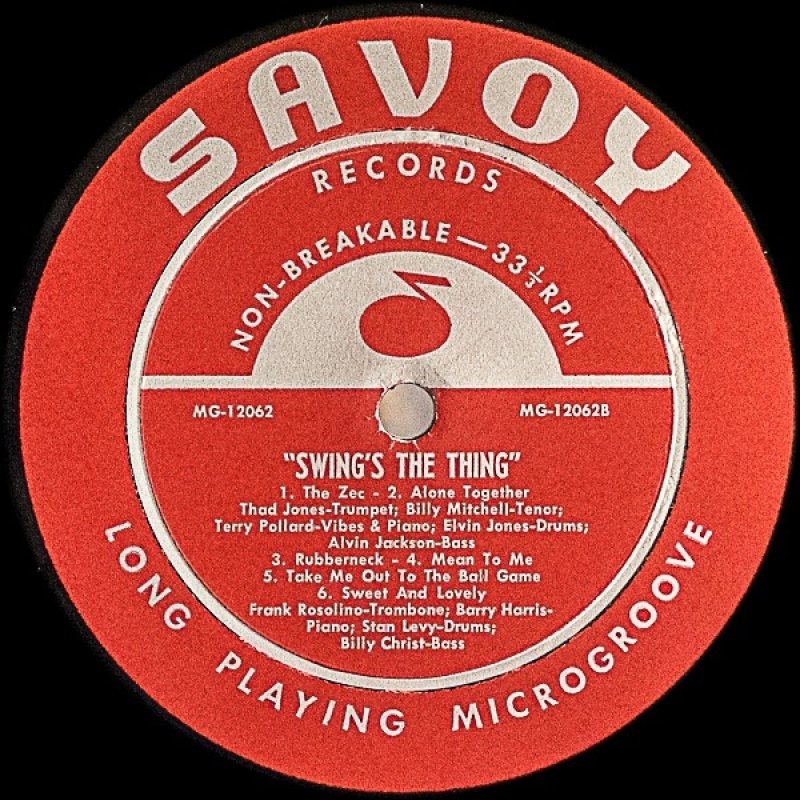 SAVOY
RECORDS
NON-BREAKABLE — 33 1/3 RPM
MG-12062
MG-12062B
"SWING'S THE THING"
1. The Zec - 2. Alone Together
Thad Jones-Trumpet; Billy Mitchell-Tenor;
Terry Pollard-Vibes & Piano; Elvin Jones-Drums;
Alvin Jackson-Bass
3. Rubberneck - 4. Mean To Me
5. Take Me Out To The Ball Game
6. Sweet And Lovely
Frank Rosolino-Trombone; Barry Harris-
Piano; Stan Levy-Drums;
Billy Christ-Bass
LONG PLAYING MICROGROOVE